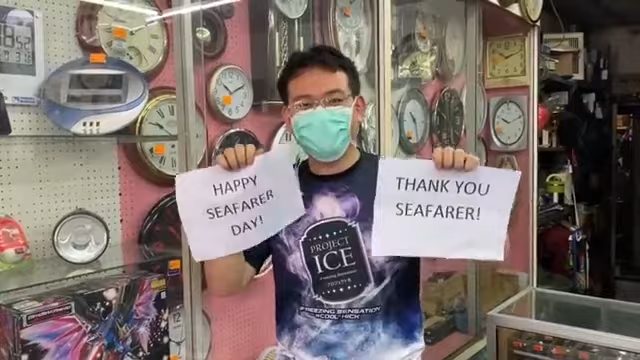 HAPPY
SEAFARER
DAY!
THANK YOU
SEAFARER!
PROJECT
ICE
FREEZING SENSATION